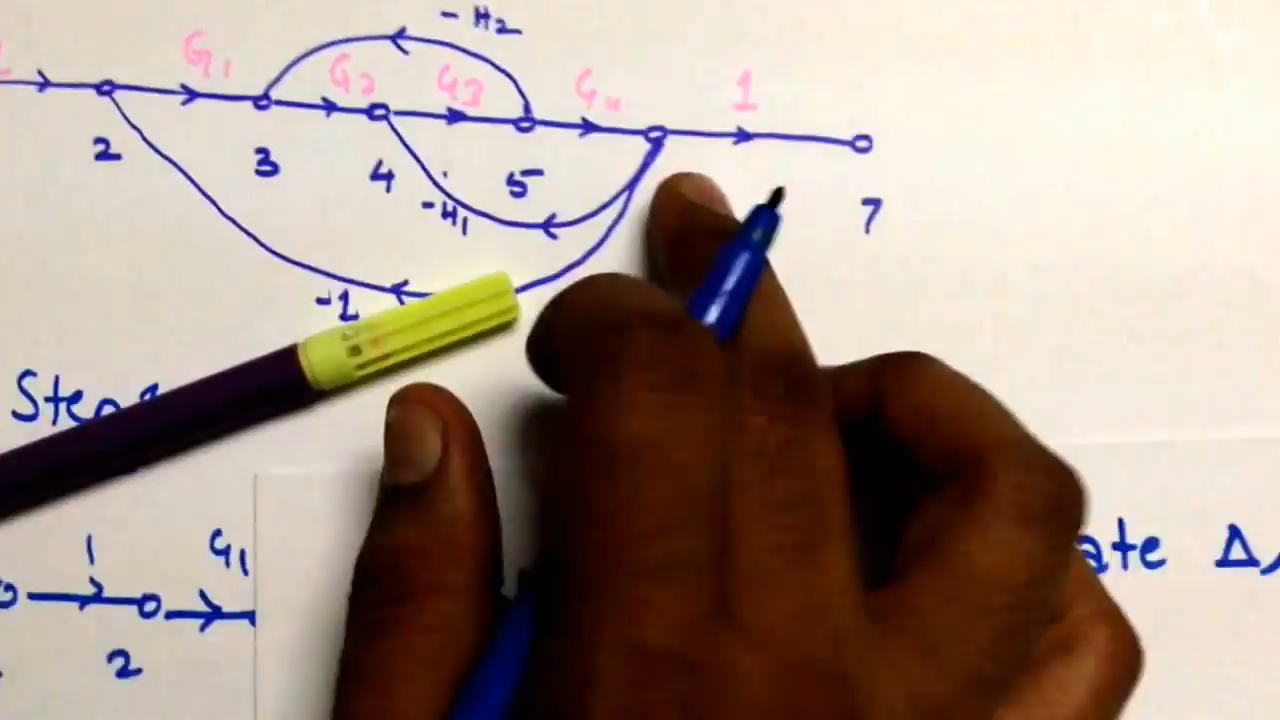 -H2
G1 G2 G3 G4 1
2 3 4 5 7
-H1
-1
Step
1 G1
2
ate Δ